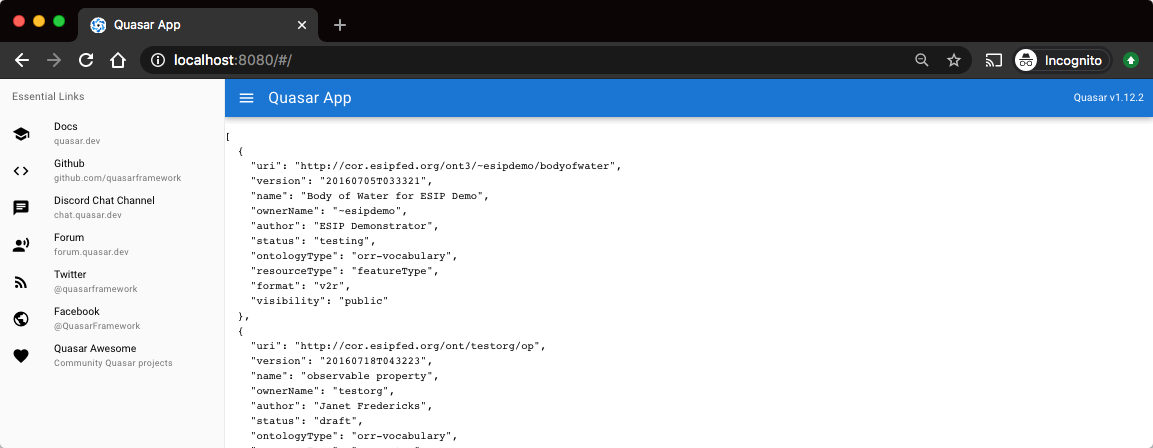 Quasar App
localhost:8080/#/
Incognito
Essential Links
Docs
quasar.dev
Github
github.com/quasarframework
Discord Chat Channel
chat.quasar.dev
Forum
forum.quasar.dev
Twitter
@quasarframework
Facebook
@QuasarFramework
Quasar Awesome
Community Quasar projects
Quasar App
Quasar v1.12.2
[
{
"uri": "http://cor.esipfed.org/ont3/~esipdemo/bodyofwater",
"version": "20160705T033321",
"name": "Body of Water for ESIP Demo",
"ownerName": "~esipdemo",
"author": "ESIP Demonstrator",
"status": "testing",
"ontologyType": "orr-vocabulary",
"resourceType": "featureType",
"format": "v2r",
"visibility": "public"
},
{
"uri": "http://cor.esipfed.org/ont/testorg/op",
"version": "20160718T043223",
"name": "observable property",
"ownerName": "testorg",
"author": "Janet Fredericks",
"status": "draft",
"ontologyType": "orr-vocabulary",